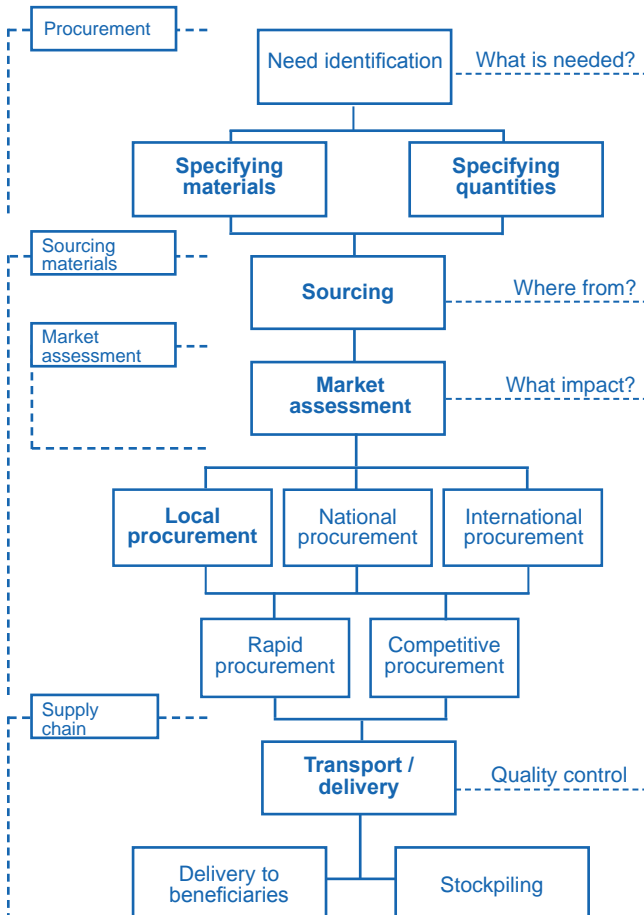 Procurement
Need identification
What is needed?
Specifying
materials
Specifying
quantities
Sourcing
materials
Sourcing
Where from?
Market
assessment
Market
assessment
What impact?
Local
procurement
National
procurement
International
procurement
Rapid
procurement
Competitive
procurement
Supply
chain
Transport /
delivery
Quality control
Delivery to
beneficiaries
Stockpiling